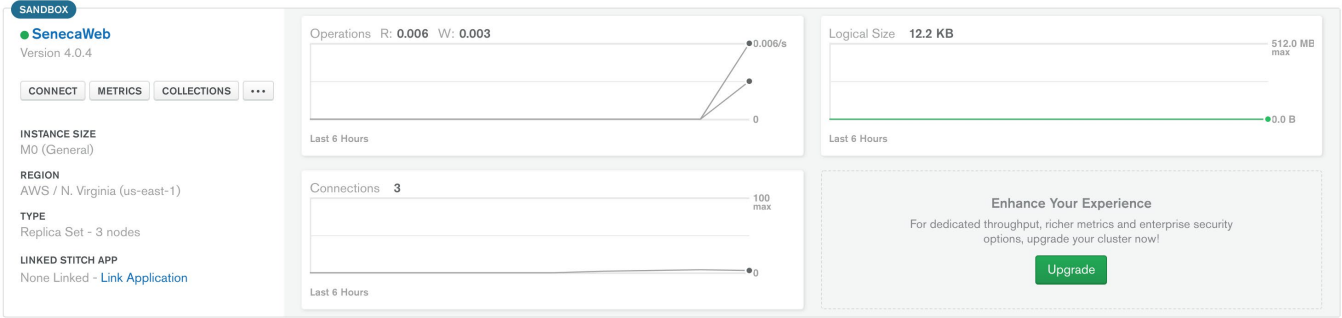 SANDBOX
SenecaWeb
Version 4.0.4
CONNECT METRICS COLLECTIONS ...
INSTANCE SIZE
M0 (General)
REGION
AWS / N. Virginia (us-east-1)
TYPE
Replica Set - 3 nodes
LINKED STITCH APP
None Linked - Link Application
Operations R: 0.006 W: 0.003
0.006/s
0
Last 6 Hours
Logical Size 12.2 KB
512.0 MB
max
0.0 B
Last 6 Hours
Connections 3
100
max
0
Last 6 Hours
Enhance Your Experience
For dedicated throughput, richer metrics and enterprise security
options, upgrade your cluster now!
Upgrade